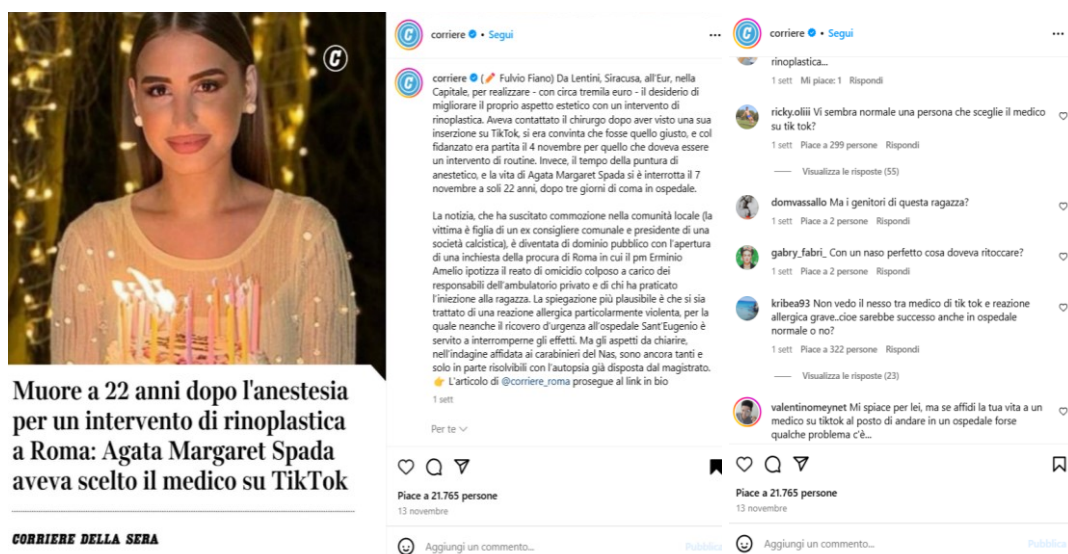 C
Muore a 22 anni dopo l'anestesia
per un intervento di rinoplastica
a Roma: Agata Margaret Spada
aveva scelto il medico su TikTok
CORRIERE DELLA SERA
corriere • Segui
corriere ( Fulvio Fiano) Da Lentini, Siracusa, all'Eur, nella
Capitale, per realizzare - con circa tremila euro - il desiderio di
migliorare il proprio aspetto estetico con un intervento di
rinoplastica. Aveva contattato il chirurgo dopo aver visto una sua
inserzione su TikTok, si era convinta che fosse quello giusto, e col
fidanzato era partita il 4 novembre per quello che doveva essere
un intervento di routine. Invece, il tempo della puntura di
anestetico, e la vita di Agata Margaret Spada si è interrotta il 7
novembre a soli 22 anni, dopo tre giorni di coma in ospedale.
La notizia, che ha suscitato commozione nella comunità locale (la
vittima è figlia di un ex consigliere comunale e presidente di una
società calcistica), è diventata di dominio pubblico con l'apertura
di una inchiesta della procura di Roma in cui il pm Erminio
Amelio ipotizza il reato di omicidio colposo a carico dei
responsabili dell'ambulatorio privato e di chi ha praticato
l'iniezione alla ragazza. La spiegazione più plausibile è che si sia
trattato di una reazione allergica particolarmente violenta, per la
quale neanche il ricovero d'urgenza all'ospedale Sant'Eugenio è
servito a interromperne gli effetti. Ma gli aspetti da chiarire,
nell'indagine affidata ai carabinieri del Nas, sono ancora tanti e
solo in parte risolvibili con l'autopsia già disposta dal magistrato.
👉 L'articolo di @corriere_roma prosegue al link in bio
1 sett
Per te
Piace a 21.765 persone
13 novembre
Aggiungi un commento...
Pubblica
corriere • Segui
rinoplastica...
1 sett Mi piace: 1 Rispondi
ricky.oliii Vi sembra normale una persona che sceglie il medico
su tik tok?
1 sett Piace a 299 persone Rispondi
Visualizza le risposte (55)
domvassallo Ma i genitori di questa ragazza?
1 sett Piace a 2 persone Rispondi
gabry_fabri_ Con un naso perfetto cosa doveva ritoccare?
1 sett Piace a 2 persone Rispondi
kribea93 Non vedo il nesso tra medico di tik tok e reazione
allergica grave..cioe sarebbe successo anche in ospedale
normale o no?
1 sett Piace a 322 persone Rispondi
Visualizza le risposte (23)
valentinomeynet Mi spiace per lei, ma se affidi la tua vita a un
medico su tiktok al posto di andare in un ospedale forse
qualche problema c'è...
Piace a 21.765 persone
13 novembre
Aggiungi un commento...
Pubblica